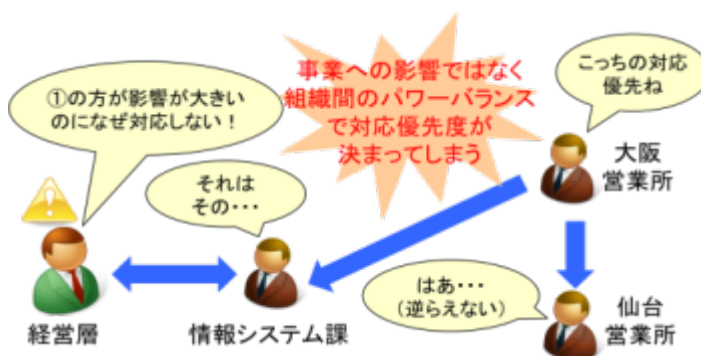 ①の方が影響が大きい
のになぜ対応しない！
事業への影響ではなく
組織間のパワーバランス
で対応優先度が
決まってしまう
こっちの対応
優先ね
大阪
営業所
それは
その・・・
はあ・・・
（逆らえない）
仙台
営業所
経営層
情報システム課